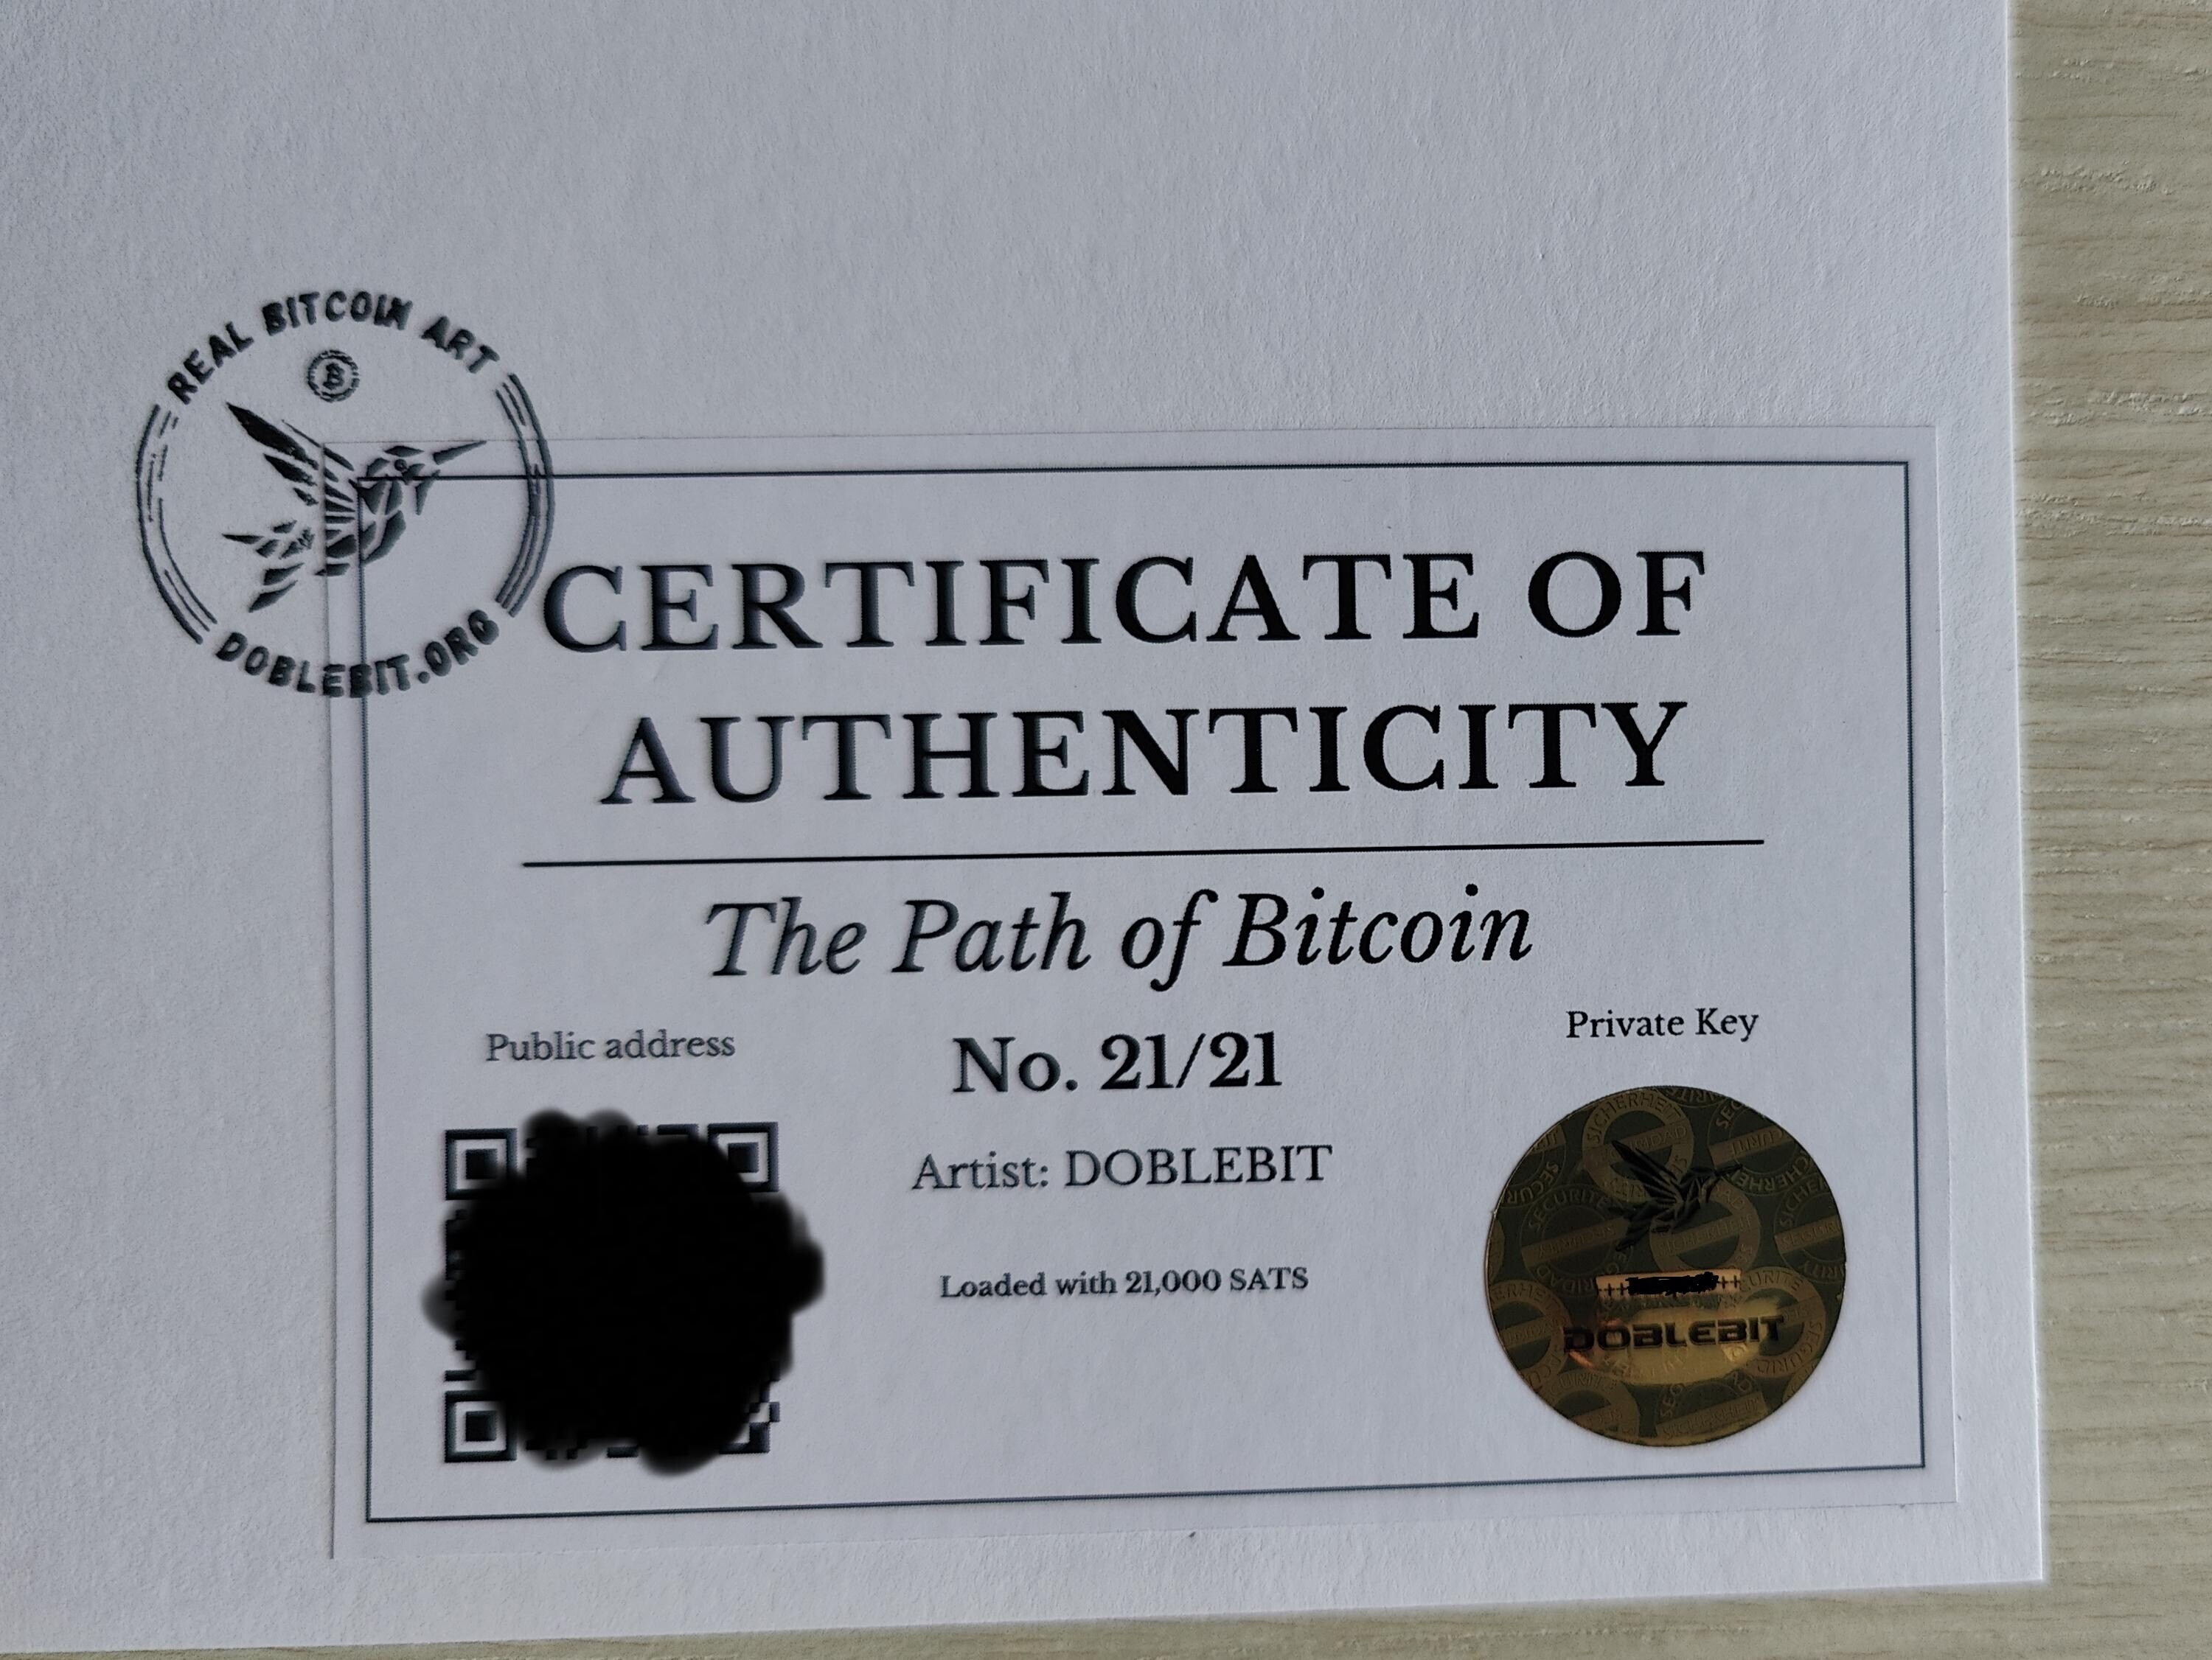 REAL BITCOIN ART
DOBLEBIT.ORG
CERTIFICATE OF
AUTHENTICITY
The Path of Bitcoin
Public address
No. 21/21
Private Key
Artist: DOBLEBIT
Loaded with 21,000 SATS
DOBLEBIT